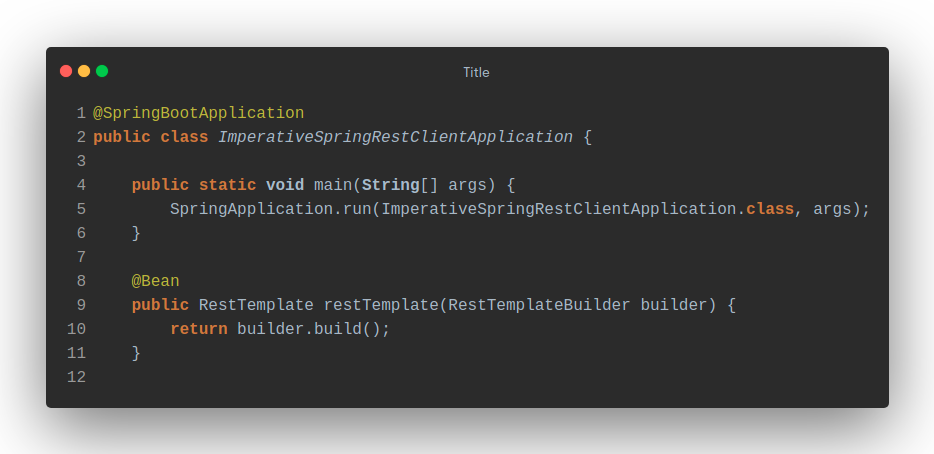 Title
1 @SpringBootApplication
2 public class ImperativeSpringRestClientApplication {
3
4     public static void main(String[] args) {
5         SpringApplication.run(ImperativeSpringRestClientApplication.class, args);
6     }
7
8     @Bean
9     public RestTemplate restTemplate(RestTemplateBuilder builder) {
10         return builder.build();
11     }
12